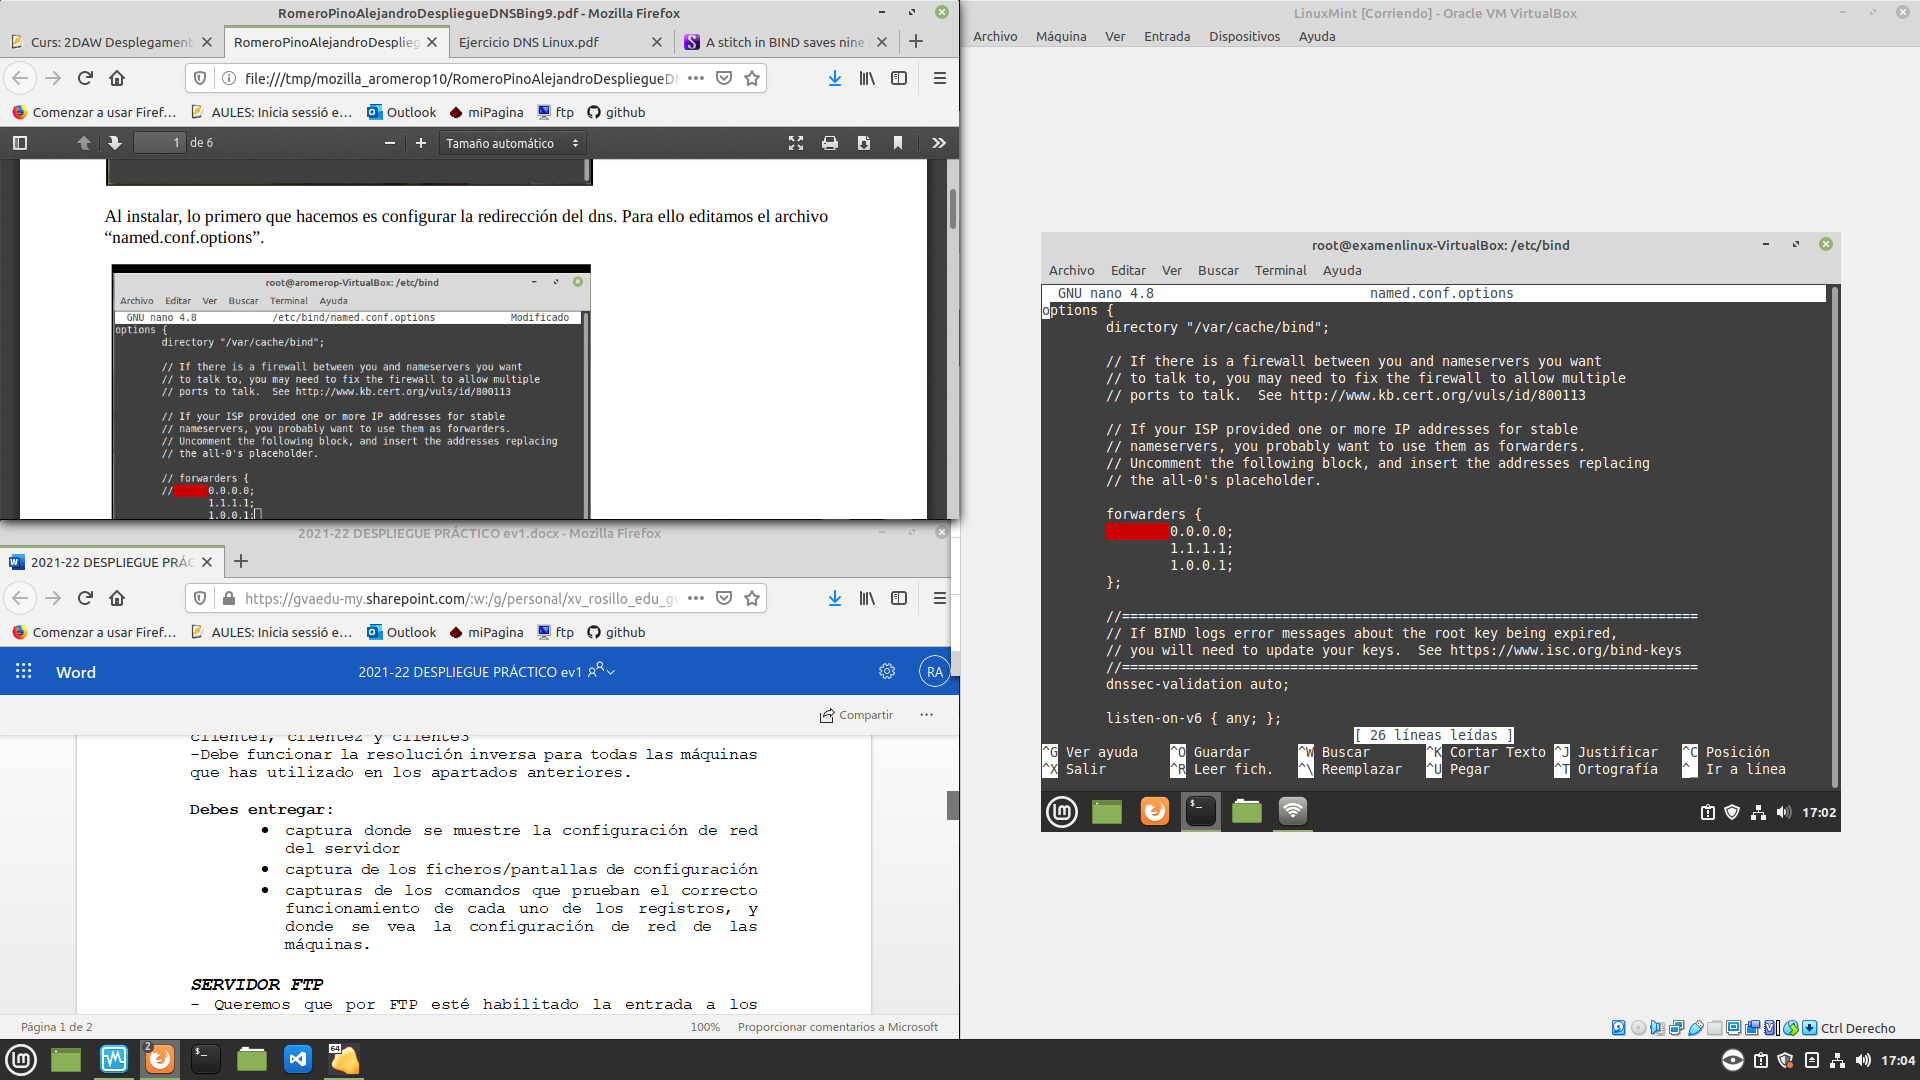 RomeroPinoAlejandroDespliegueDNSBing9.pdf - Mozilla Firefox
Curs: 2DAW Desplegament
RomeroPinoAlejandroDesplieg
Ejercicio DNS Linux.pdf
A stitch in BIND saves nine
file:///tmp/mozilla_aromerop10/RomeroPinoAlejandroDespliegueDN
Comenzar a usar Firef…
AULES: Inicia sessió e…
Outlook
miPagina
ftp
github
1 de 6
Tamaño automático
Al instalar, lo primero que hacemos es configurar la redirección del dns. Para ello editamos el archivo
“named.conf.options”.
root@aromerop-VirtualBox: /etc/bind
Archivo Editar Ver Buscar Terminal Ayuda
GNU nano 4.8 /etc/bind/named.conf.options Modificado
options {
directory "/var/cache/bind";
// If there is a firewall between you and nameservers you want
// to talk to, you may need to fix the firewall to allow multiple
// ports to talk.  See http://www.kb.cert.org/vuls/id/800113
// If your ISP provided one or more IP addresses for stable
// nameservers, you probably want to use them as forwarders.
// Uncomment the following block, and insert the addresses replacing
// the all-0's placeholder.
// forwarders {
// 0.0.0.0;
1.1.1.1;
1.0.0.1;
2021-22 DESPLIEGUE PRÁCTICO ev1.docx - Mozilla Firefox
2021-22 DESPLIEGUE PRÁC
https://gvaedu-my.sharepoint.com/:w:/g/personal/xv_rosillo_edu_gv
Comenzar a usar Firef…
AULES: Inicia sessió e…
Outlook
miPagina
ftp
github
Word
2021-22 DESPLIEGUE PRÁCTICO ev1
RA
Compartir
cliente1, cliente2 y cliente3
-Debe funcionar la resolución inversa para todas las máquinas
que has utilizado en los apartados anteriores.
Debes entregar:
• captura donde se muestre la configuración de red
del servidor
• captura de los ficheros/pantallas de configuración
• capturas de los comandos que prueban el correcto
funcionamiento de cada uno de los registros, y
donde se vea la configuración de red de las
máquinas.
SERVIDOR FTP
- Queremos que por FTP esté habilitado la entrada a los
Página 1 de 2
100%
Proporcionar comentarios a Microsoft
LinuxMint [Corriendo] - Oracle VM VirtualBox
Archivo Máquina Ver Entrada Dispositivos Ayuda
root@examenlinux-VirtualBox: /etc/bind
Archivo Editar Ver Buscar Terminal Ayuda
GNU nano 4.8 named.conf.options
options {
directory "/var/cache/bind";
// If there is a firewall between you and nameservers you want
// to talk to, you may need to fix the firewall to allow multiple
// ports to talk.  See http://www.kb.cert.org/vuls/id/800113
// If your ISP provided one or more IP addresses for stable
// nameservers, you probably want to use them as forwarders.
// Uncomment the following block, and insert the addresses replacing
// the all-0's placeholder.
forwarders {
0.0.0.0;
1.1.1.1;
1.0.0.1;
};
//========================================================================
// If BIND logs error messages about the root key being expired,
// you will need to update your keys.  See https://www.isc.org/bind-keys
//========================================================================
dnssec-validation auto;
listen-on-v6 { any; };
[ 26 líneas leídas ]
^G Ver ayuda ^O Guardar ^W Buscar ^K Cortar Texto ^J Justificar ^C Posición
^X Salir ^R Leer fich. ^\ Reemplazar ^U Pegar ^T Ortografía ^_ Ir a línea
17:02
Ctrl Derecho
2
64
17:04